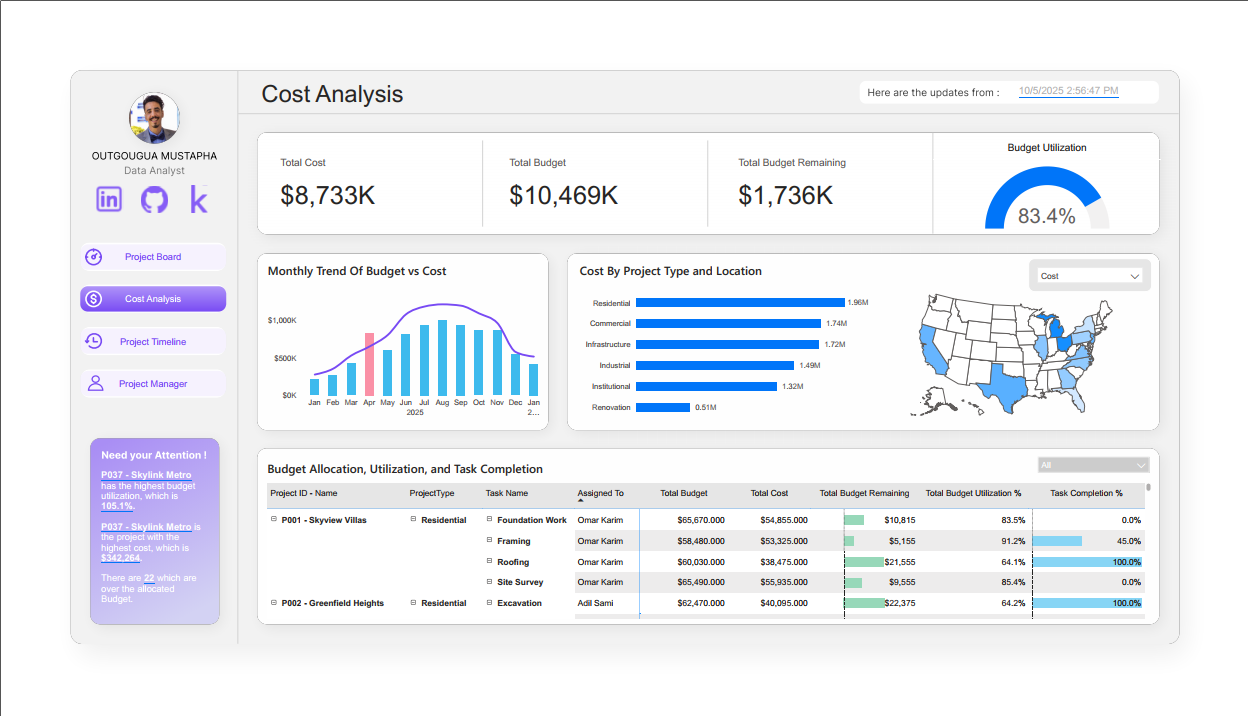 Cost Analysis
Here are the updates from :
10/5/2025 2:56:47 PM
OUTGOUGUA MUSTAPHA
Data Analyst
in
k
Project Board
Cost Analysis
Project Timeline
Project Manager
Need your Attention !
P037 - Skylink Metro
has the highest budget
utilization, which is
105.1%.
P037 - Skylink Metro is
the project with the
highest cost, which is
$342,264.
There are 22 which are
over the allocated
Budget.
Total Cost
$8,733K
Total Budget
$10,469K
Total Budget Remaining
$1,736K
Budget Utilization
83.4%
Monthly Trend Of Budget vs Cost
$1,000K
$500K
$0K
Jan Feb Mar Apr May Jun Jul Aug Sep Oct Nov Dec Jan
2025 2...
Cost By Project Type and Location
Cost
Residential 1.96M
Commercial 1.74M
Infrastructure 1.72M
Industrial 1.49M
Institutional 1.32M
Renovation 0.51M
Budget Allocation, Utilization, and Task Completion
All
Project ID - Name ProjectType Task Name Assigned To Total Budget Total Cost Total Budget Remaining Total Budget Utilization % Task Completion %
P001 - Skyview Villas Residential Foundation Work Omar Karim $65,670.000 $54,855.000 $10,815 83.5% 0.0%
Framing Omar Karim $58,480.000 $53,325.000 $5,155 91.2% 45.0%
Roofing Omar Karim $60,030.000 $38,475.000 $21,555 64.1% 100.0%
Site Survey Omar Karim $65,490.000 $55,935.000 $9,555 85.4% 0.0%
P002 - Greenfield Heights Residential Excavation Sami $62,470.000 $40,095.000 $22,375 64.2% 100.0%